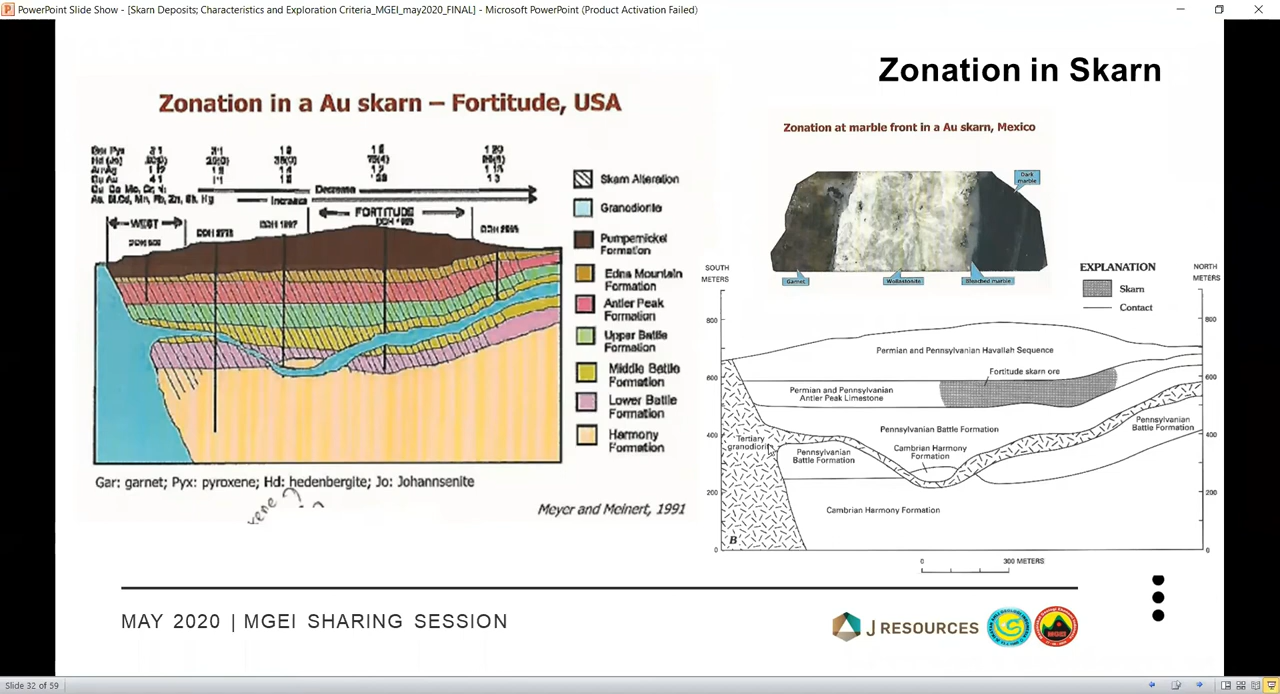 PowerPoint Slide Show - [Skarn Deposits; Characteristics and Exploration Criteria_MGEI_may2020_FINAL] - Microsoft PowerPoint (Product Activation Failed)
Zonation in Skarn
Zonation in a Au skarn – Fortitude, USA
Decrease
Increase
WEST
FORTITUDE
Skarn Alteration
Granodiorite
Pumpernickel
Formation
Edna Mountain
Formation
Antler Peak
Formation
Upper Battle
Formation
Middle Battle
Formation
Lower Battle
Formation
Harmony
Formation
Gar: garnet; Pyx: pyroxene; Hd: hedenbergite; Jo: Johannsenite
Meyer and Meinert, 1991
Zonation at marble front in a Au skarn, Mexico
Dark
marble
Garnet
Wollastonite
Bleached marble
EXPLANATION
Skarn
Contact
SOUTH
METERS
NORTH
METERS
800
600
400
200
0
800
600
400
200
0
Permian and Pennsylvanian Havallah Sequence
Fortitude skarn ore
Permian and Pennsylvanian
Antler Peak Limestone
Pennsylvanian Battle Formation
Pennsylvanian
Battle Formation
Tertiary
granodiorite
Pennsylvanian
Battle Formation
Cambrian Harmony
Formation
Cambrian Harmony Formation
B'
0 300 METERS
MAY 2020 | MGEI SHARING SESSION
J RESOURCES
MGEI
Slide 32 of 59